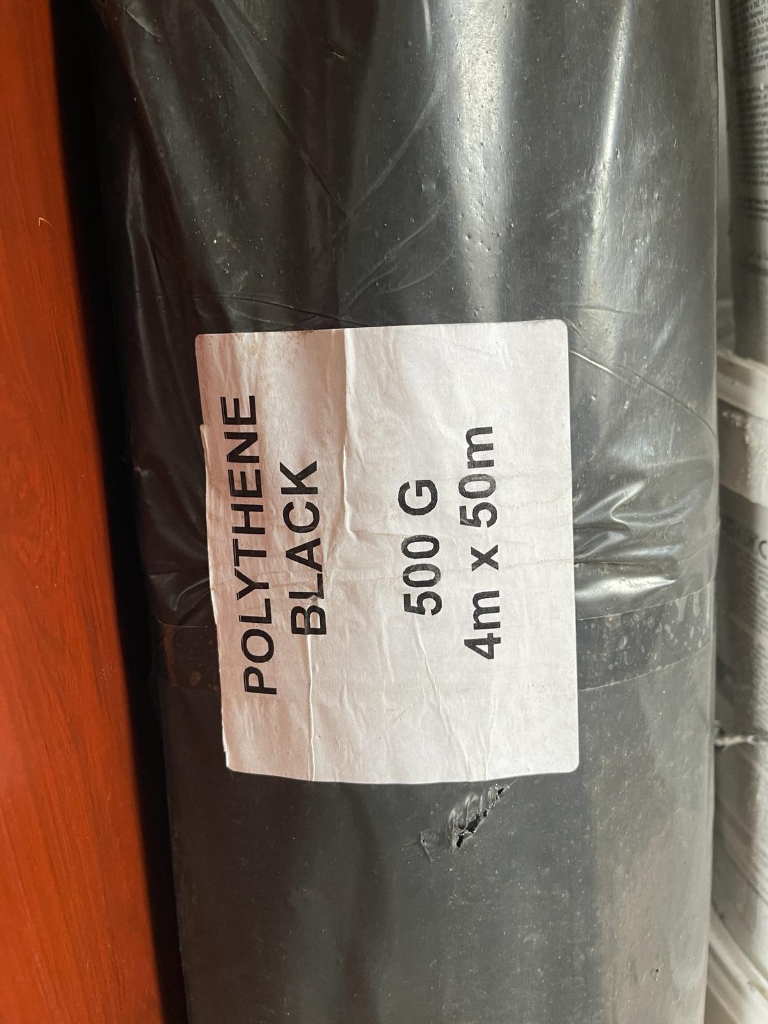 POLYTHENE
BLACK
500 G
4m x 50m